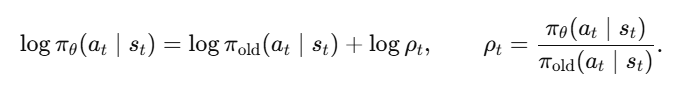 log π_θ(a_t | s_t) = log π_old(a_t | s_t) + log ρ_t,    ρ_t = π_θ(a_t | s_t) / π_old(a_t | s_t).